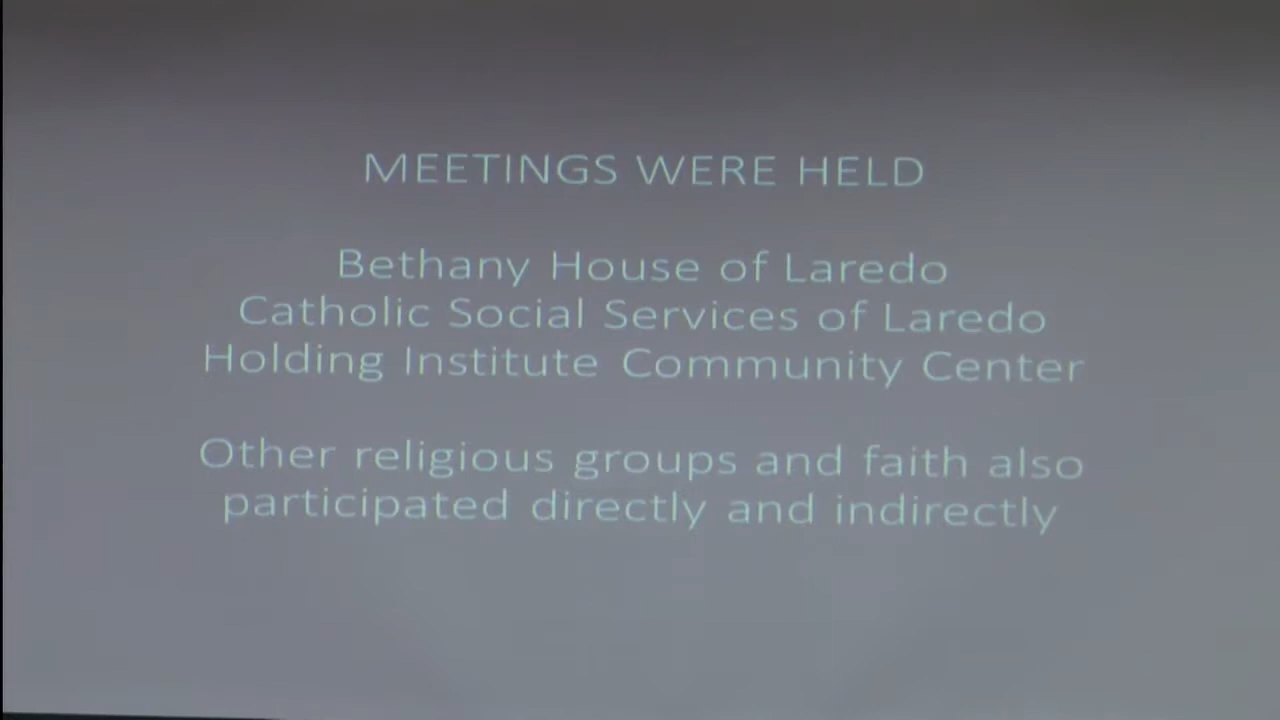 MEETINGS WERE HELD
Bethany House of Laredo
Catholic Social Services of Laredo
Holding Institute Community Center
Other religious groups and faith also
participated directly and indirectly